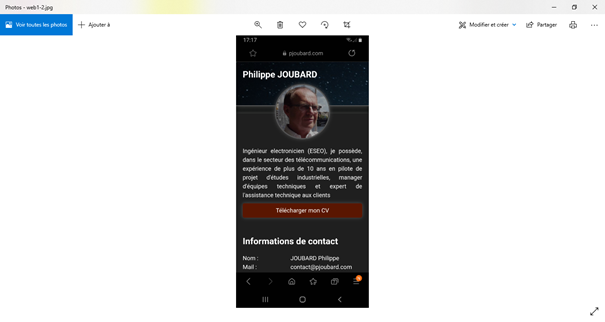 Photos - web1-2.jpg
Voir toutes les photos
Ajouter à
Modifier et créer
Partager
17:17
pjoubard.com
Philippe JOUBARD
Ingénieur electronicien (ESEO), je possède,
dans le secteur des télécommunications, une
expérience de plus de 10 ans en pilote de
projet d'études industrielles, manager
d'équipes techniques et expert de
l'assistance technique aux clients
Télécharger mon CV
Informations de contact
Nom : JOUBARD Philippe
Mail : contact@pjoubard.com